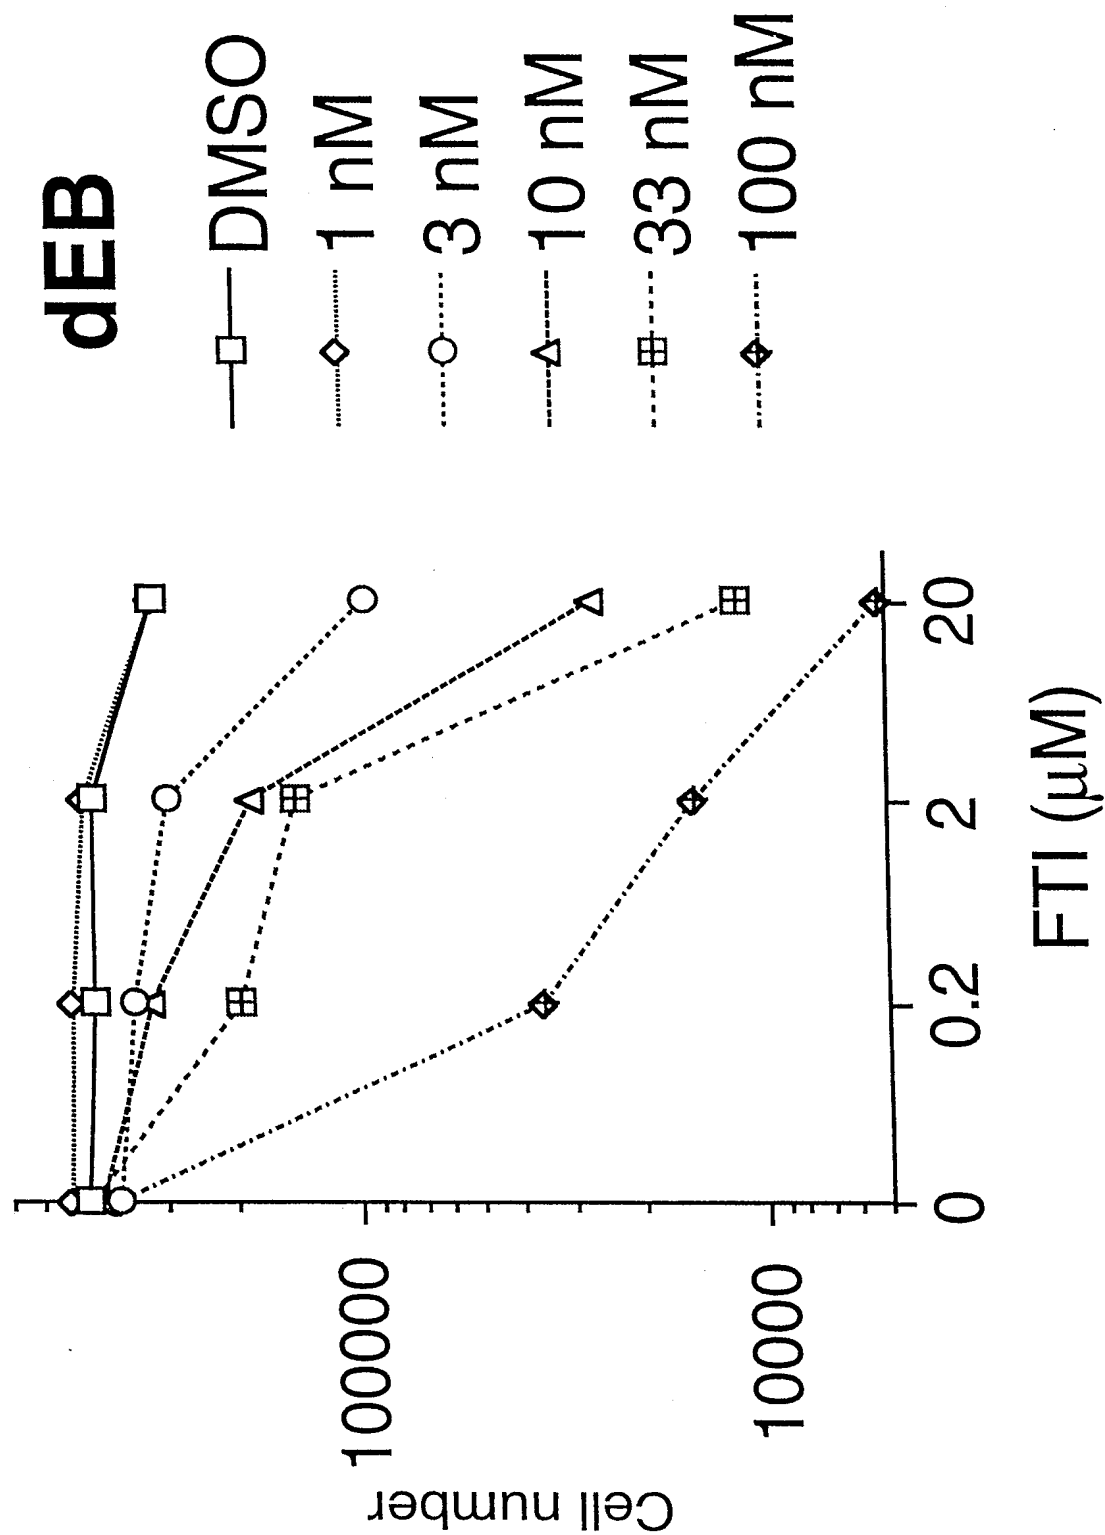 dEB
DMSO
1 nM
3 nM
10 nM
33 nM
100 nM
Cell number
100000
10000
0
0.2
2
20
FTI (μM)